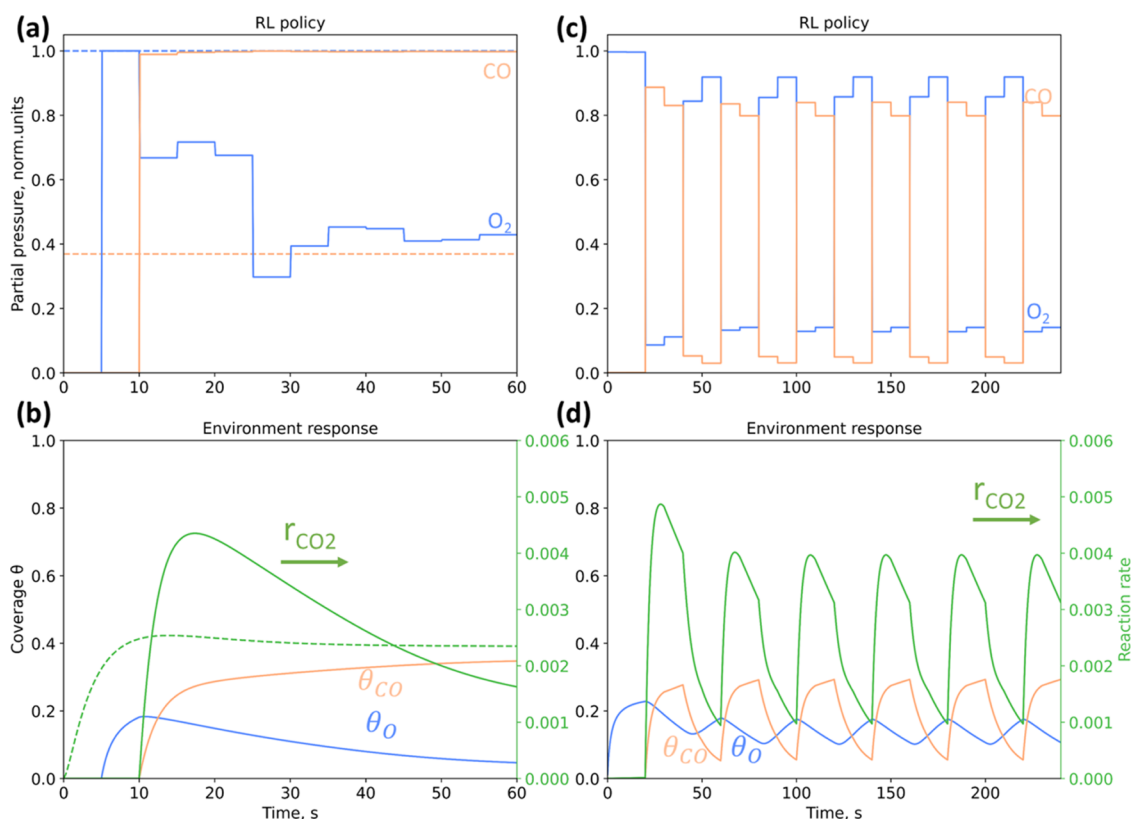 (a)
RL policy
Partial pressure, norm.units
1.0
0.8
0.6
0.4
0.2
0.0
CO
O2
0 10 20 30 40 50 60
(c)
RL policy
1.0
0.8
0.6
0.4
0.2
0.0
CO
O2
0 50 100 150 200
(b)
Environment response
Coverage θ
1.0
0.8
0.6
0.4
0.2
0.0
rCO2
θCO
θO
0.006
0.005
0.004
0.003
0.002
0.001
0.000
0 10 20 30 40 50 60
Time, s
(d)
Environment response
1.0
0.8
0.6
0.4
0.2
0.0
rCO2
θCO θO
0.006
0.005
0.004
0.003
0.002
0.001
0.000
Reaction rate
0 50 100 150 200
Time, s